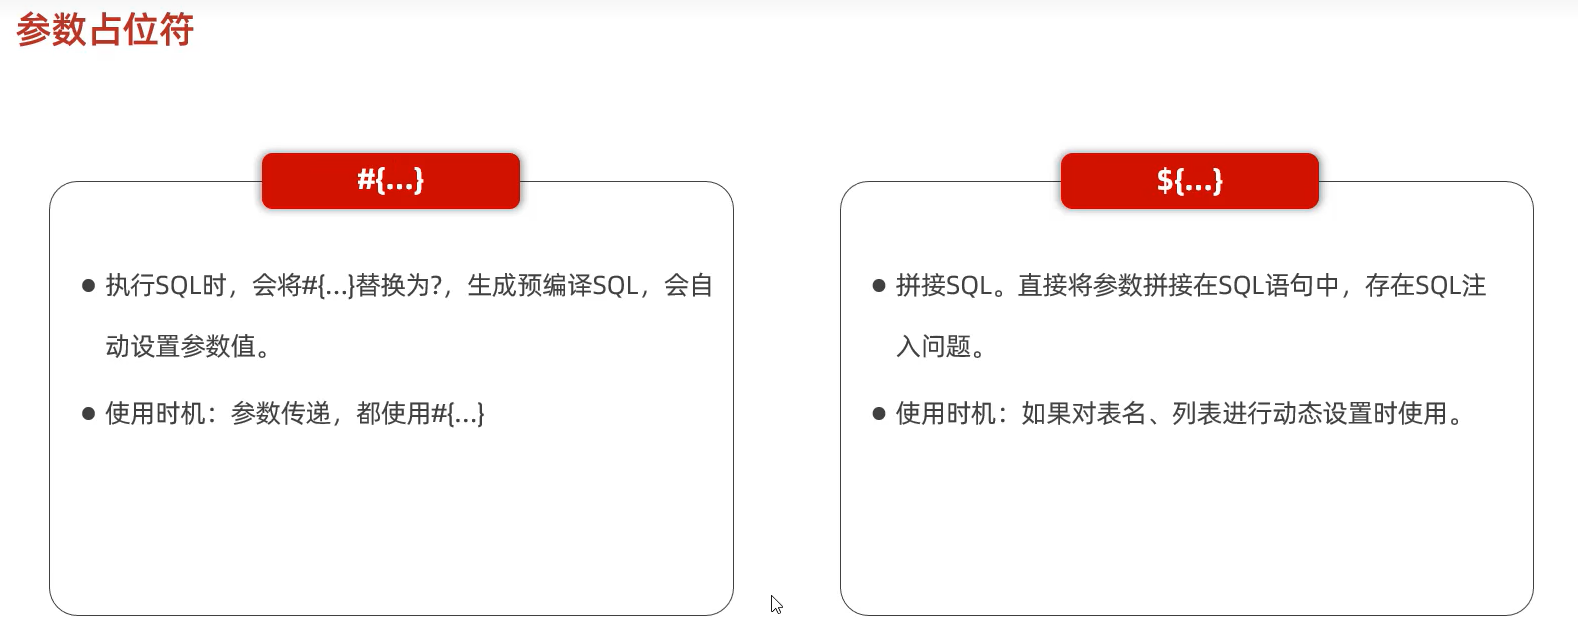 参数占位符
#{...}
● 执行SQL时，会将#{...}替换为?，生成预编译SQL，会自
动设置参数值。
● 使用时机：参数传递，都使用#{...}
${...}
● 拼接SQL。直接将参数拼接在SQL语句中，存在SQL注
入问题。
● 使用时机：如果对表名、列表进行动态设置时使用。